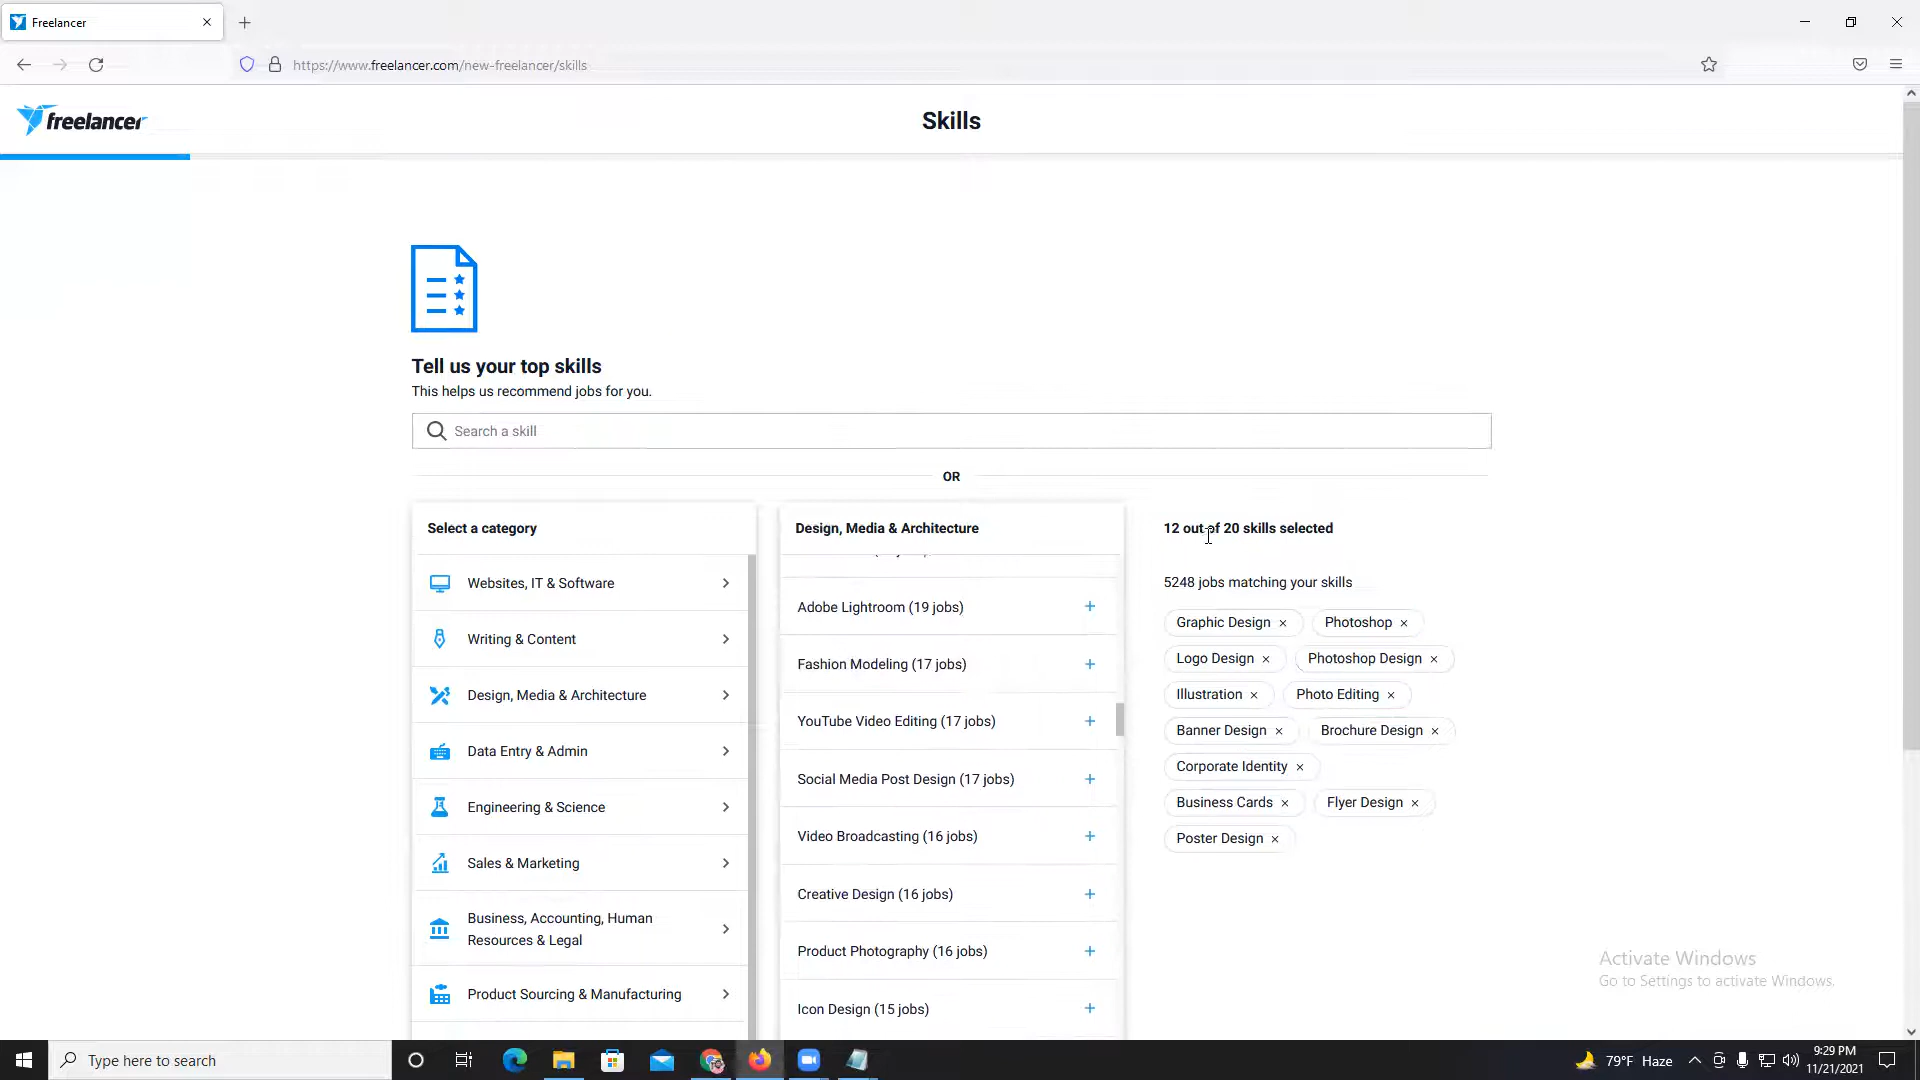 Freelancer
https://www.freelancer.com/new-freelancer/skills
freelancer
Skills
Tell us your top skills
This helps us recommend jobs for you.
Search a skill
OR
Select a category
Websites, IT & Software
Writing & Content
Design, Media & Architecture
Data Entry & Admin
Engineering & Science
Sales & Marketing
Business, Accounting, Human
Resources & Legal
Product Sourcing & Manufacturing
Design, Media & Architecture
Adobe Lightroom (19 jobs)
Fashion Modeling (17 jobs)
YouTube Video Editing (17 jobs)
Social Media Post Design (17 jobs)
Video Broadcasting (16 jobs)
Creative Design (16 jobs)
Product Photography (16 jobs)
Icon Design (15 jobs)
12 out of 20 skills selected
5248 jobs matching your skills
Graphic Design × Photoshop ×
Logo Design × Photoshop Design ×
Illustration × Photo Editing ×
Banner Design × Brochure Design ×
Corporate Identity ×
Business Cards × Flyer Design ×
Poster Design ×
Activate Windows
Go to Settings to activate Windows.
Type here to search
79°F Haze
9:29 PM
11/21/2021